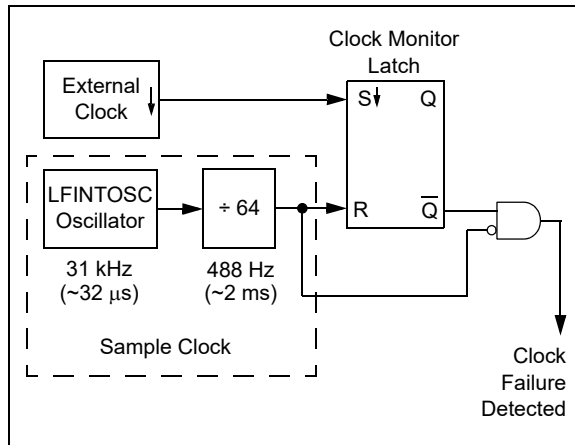 Clock Monitor
Latch
External
Clock
S
Q
LFINTOSC
Oscillator
÷ 64
R
Q̅
31 kHz
(~32 μs)
488 Hz
(~2 ms)
Sample Clock
Clock
Failure
Detected